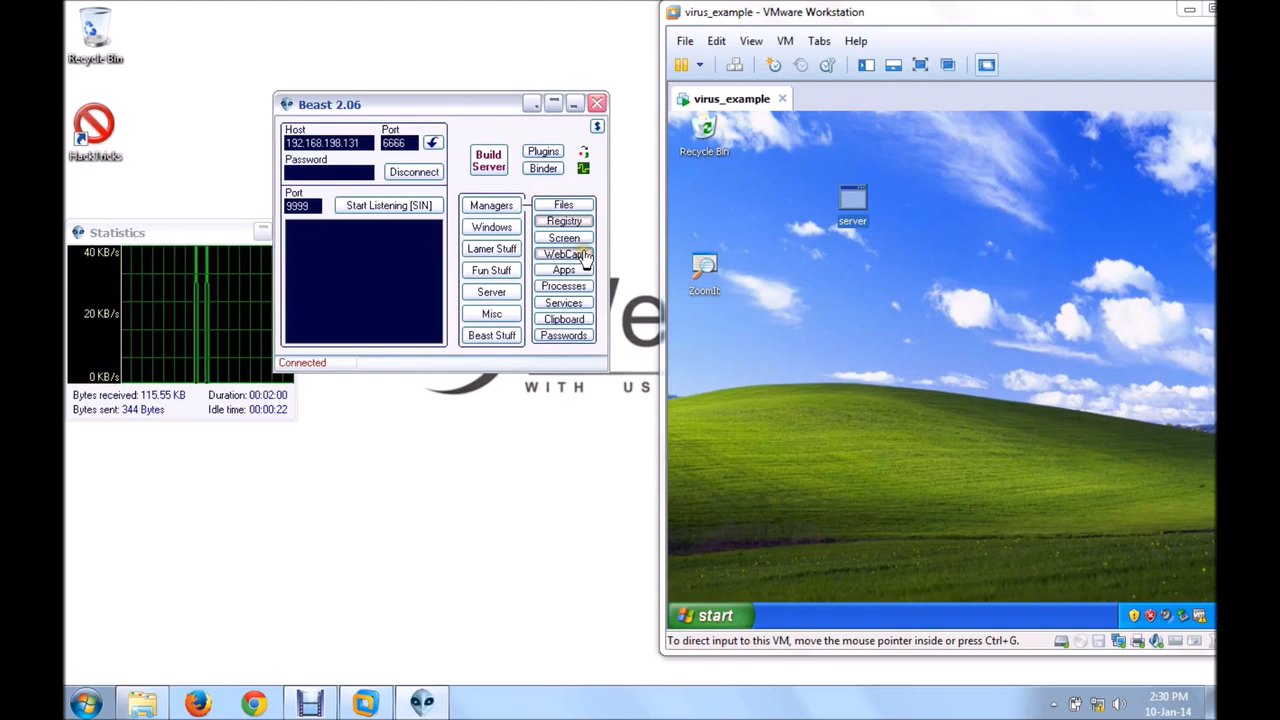 Recycle Bin
HackTricks
Statistics
40 KB/s
20 KB/s
0 KB/s
Bytes received: 115.55 KB
Duration: 00:02:00
Bytes sent: 344 Bytes
Idle time: 00:00:22
Beast 2.06
Host
Port
192.168.198.131
6666
Password
Disconnect
Port
9999
Start Listening [SIN]
Build
Server
Plugins
Binder
Managers
Windows
Lamer Stuff
Fun Stuff
Server
Misc
Beast Stuff
Files
Registry
Screen
WebCam
Apps
Processes
Services
Clipboard
Passwords
Connected
WITH US
virus_example - VMware Workstation
File Edit View VM Tabs Help
virus_example
Recycle Bin
server
ZoomIt
start
To direct input to this VM, move the mouse pointer inside or press Ctrl+G.
2:30 PM
10-Jan-14